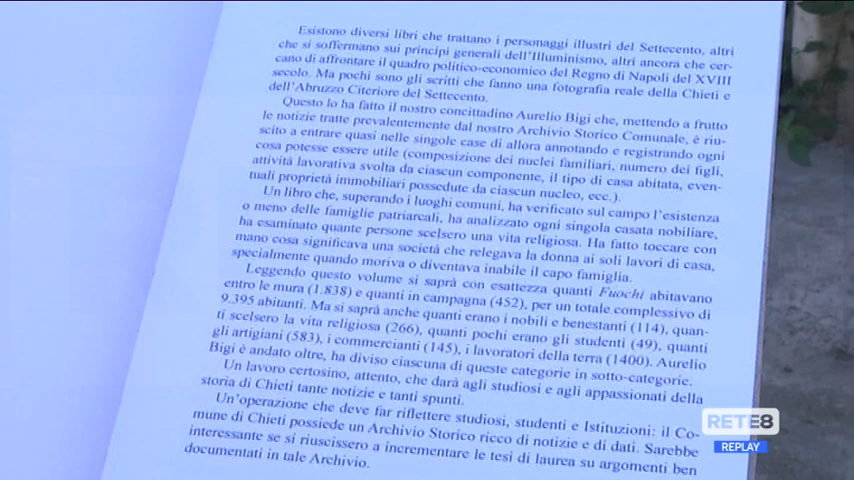 Esistono diversi libri che trattano i personaggi illustri del Settecento, altri
che si soffermano sui principi generali dell'Illuminismo, altri ancora che cer-
cano di affrontare il quadro politico-economico del Regno di Napoli del XVIII
secolo. Ma pochi sono gli scritti che fanno una fotografia reale della Chieti e
dell'Abruzzo Citeriore del Settecento.
Questo lo ha fatto il nostro concittadino Aurelio Bigi che, mettendo a frutto
le notizie tratte prevalentemente dal nostro Archivio Storico Comunale, è riu-
scito a entrare quasi nelle singole case di allora annotando e registrando ogni
cosa potesse essere utile (composizione dei nuclei familiari, numero dei figli,
attività lavorativa svolta da ciascun componente, il tipo di casa abitata, even-
tuali proprietà immobiliari possedute da ciascun nucleo, ecc.).
Un libro che, superando i luoghi comuni, ha verificato sul campo l'esistenza
o meno delle famiglie patriarcali, ha analizzato ogni singola casata nobiliare,
ha esaminato quante persone scelsero una vita religiosa. Ha fatto toccare con
mano cosa significava una società che relegava la donna ai soli lavori di casa,
specialmente quando moriva o diventava inabile il capo famiglia.
Leggendo questo volume si saprà con esattezza quanti Fuochi abitavano
entro le mura (1.838) e quanti in campagna (452), per un totale complessivo di
9.395 abitanti. Ma si saprà anche quanti erano i nobili e benestanti (114), quan-
ti scelsero la vita religiosa (266), quanti pochi erano gli studenti (49), quanti
gli artigiani (583), i commercianti (145), i lavoratori della terra (1400). Aurelio
Bigi è andato oltre, ha diviso ciascuna di queste categorie in sotto-categorie.
Un lavoro certosino, attento, che darà agli studiosi e agli appassionati della
storia di Chieti tante notizie e tanti spunti.
Un'operazione che deve far riflettere studiosi, studenti e Istituzioni: il Co-
mune di Chieti possiede un Archivio Storico ricco di notizie e di dati. Sarebbe
interessante se si riuscissero a incrementare le tesi di laurea su argomenti ben
documentati in tale Archivio.
RETE8
REPLAY